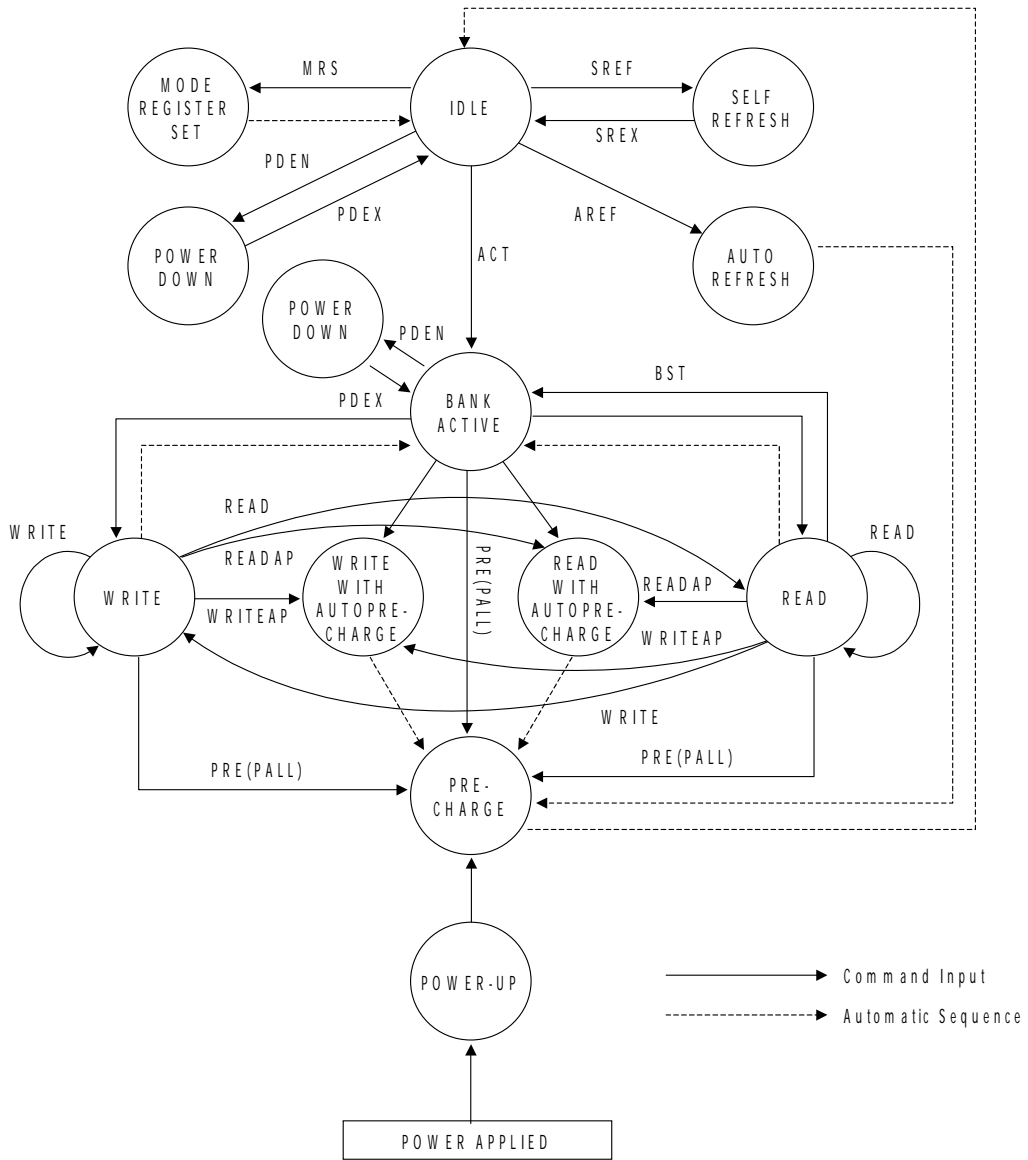 MRS
SREF
MODE
REGISTER
SET
IDLE
SELF
REFRESH
SREX
PDEN
PDEX
AREF
POWER
DOWN
ACT
AUTO
REFRESH
POWER
DOWN
PDEN
PDEX
BST
BANK
ACTIVE
WRITE
READ
READ
READAP
WRITE
WRITEAP
WRITE
WITH
AUTOPRE-
CHARGE
PRE(PALL)
READ
WITH
AUTOPRE-
CHARGE
READAP
READ
WRITEAP
WRITE
PRE(PALL)
PRE(PALL)
PRE-
CHARGE
POWER-UP
Command Input
Automatic Sequence
POWER APPLIED